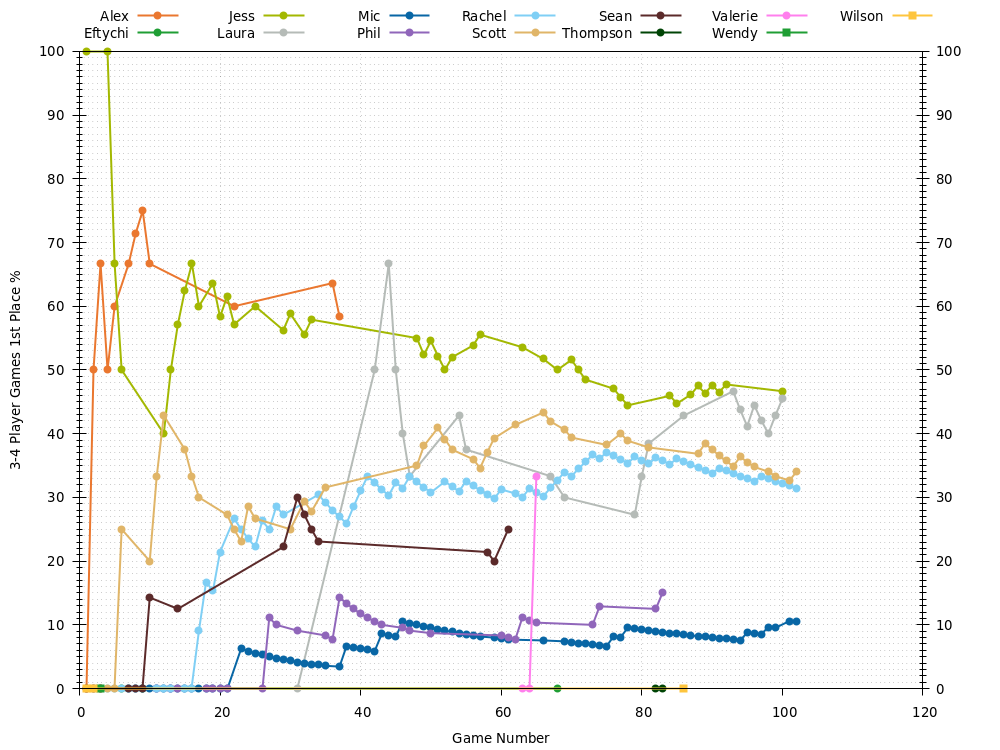 Alex Jess Mic Rachel Sean Valerie Wilson
Eftychi Laura Phil Scott Thompson Wendy
100 100
90 90
80 80
70 70
60 60
50 50
40 40
30 30
20 20
10 10
0 0
3-4 Player Games 1st Place %
0 20 40 60 80 100 120
Game Number